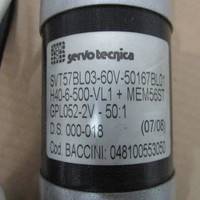 servotecnica
SVT57BL03-60V-50167BL01
H40-6-500-VL1 + MEM56ST
GPL052-2V - 50:1
D.S. 000-018 (07/08)
Cod. BACCINI: 048100553050